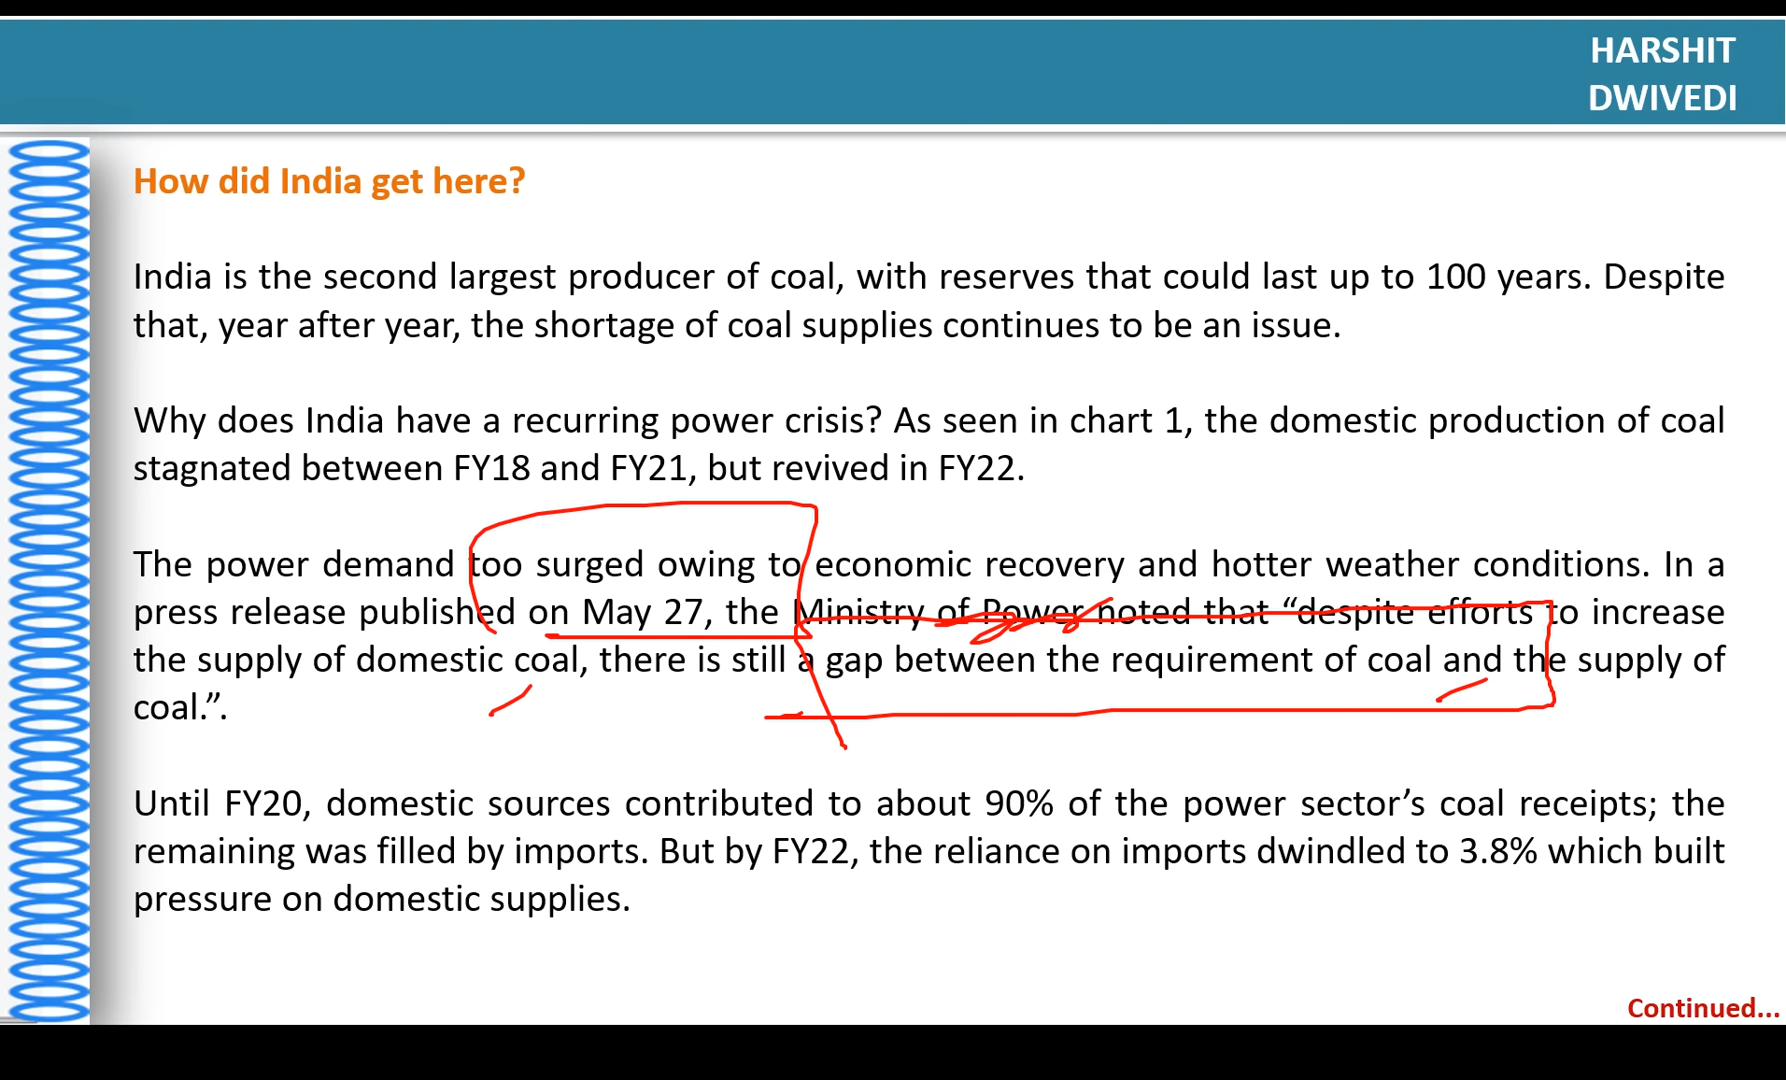 HARSHIT
DWIVEDI
How did India get here?
India is the second largest producer of coal, with reserves that could last up to 100 years. Despite
that, year after year, the shortage of coal supplies continues to be an issue.
Why does India have a recurring power crisis? As seen in chart 1, the domestic production of coal
stagnated between FY18 and FY21, but revived in FY22.
The power demand too surged owing to economic recovery and hotter weather conditions. In a
press release published on May 27, the Ministry of Power noted that “despite efforts to increase
the supply of domestic coal, there is still a gap between the requirement of coal and the supply of
coal.”.
Until FY20, domestic sources contributed to about 90% of the power sector’s coal receipts; the
remaining was filled by imports. But by FY22, the reliance on imports dwindled to 3.8% which built
pressure on domestic supplies.
Continued...